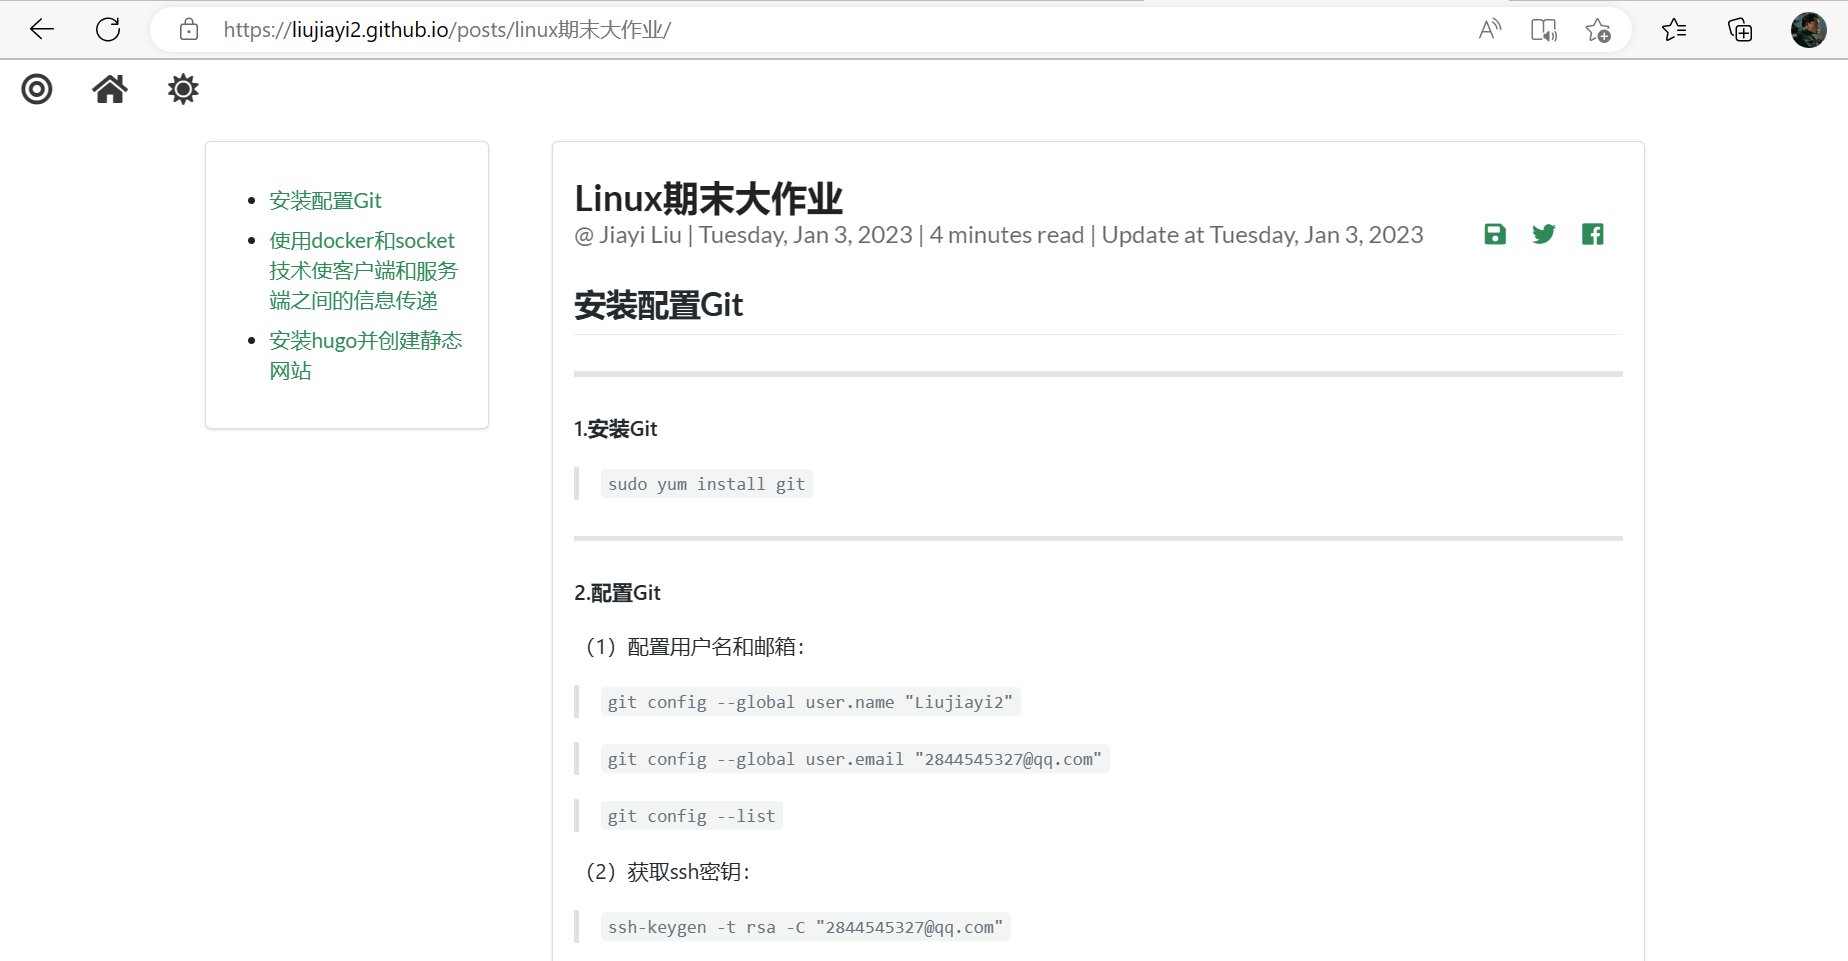 https://liujiayi2.github.io/posts/linux期末大作业/
安装配置Git
使用docker和socket
技术使客户端和服务
端之间的信息传递
安装hugo并创建静态
网站
Linux期末大作业
@ Jiayi Liu | Tuesday, Jan 3, 2023 | 4 minutes read | Update at Tuesday, Jan 3, 2023
安装配置Git
1.安装Git
sudo yum install git
2.配置Git
（1）配置用户名和邮箱：
git config --global user.name "Liujiayi2"
git config --global user.email "2844545327@qq.com"
git config --list
（2）获取ssh密钥：
ssh-keygen -t rsa -C "2844545327@qq.com"